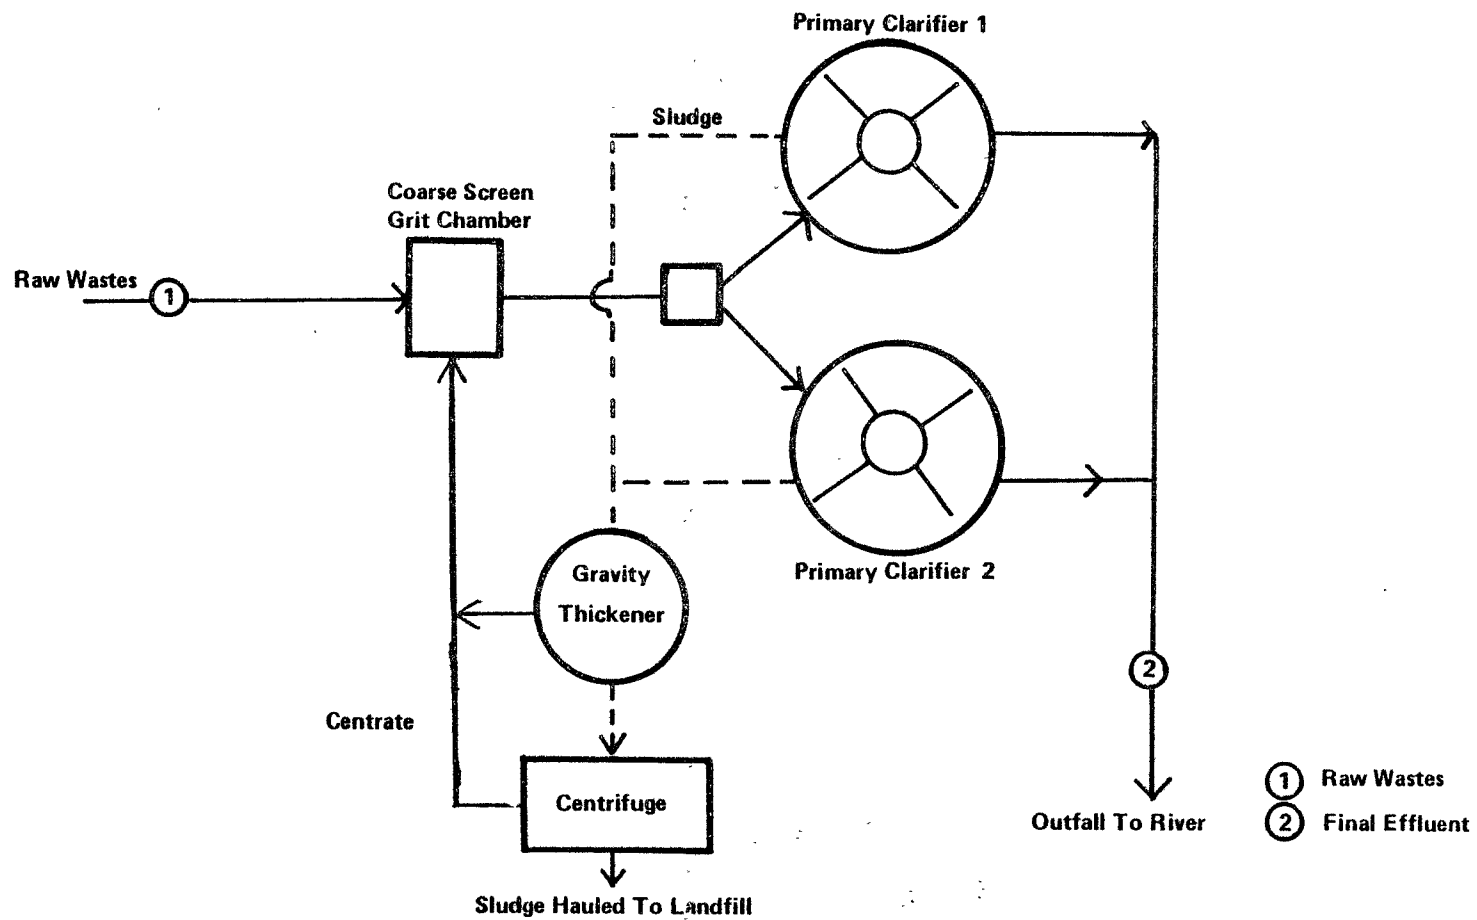 Primary Clarifier 1
Sludge
Coarse Screen
Grit Chamber
Raw Wastes
1
Primary Clarifier 2
Gravity
Thickener
2
Centrate
Centrifuge
1 Raw Wastes
2 Final Effluent
Outfall To River
Sludge Hauled To Landfill